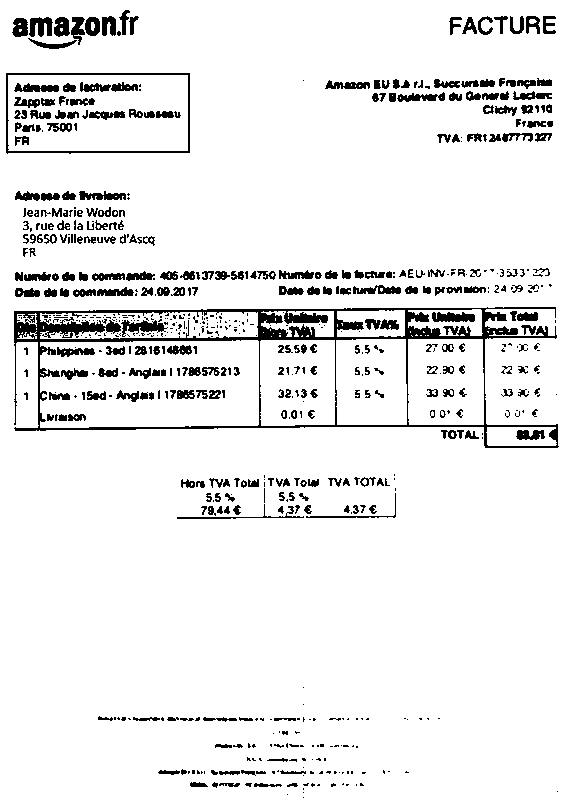 amazon.fr
FACTURE
Adresse de facturation:
Zapptax France
23 Rue Jean Jacques Rousseau
Paris, 75001
FR
Amazon EU S.à r.l., Succursale Française
67 Boulevard du General Leclerc
Clichy 92110
France
TVA: FR12487773327
Adresse de livraison:
Jean-Marie Wodon
3, rue de la Liberté
59650 Villeneuve d'Ascq
FR
Numéro de la commande: 405-6613739-5614750 Numéro de la facture:
Date de la commande: 24.09.2017 Date de la facture/Date de la provision: 24.09.2017
Qté Description de l'article Prix Unitaire (Hors TVA) Taux TVA% Prix Unitaire (inclus TVA) Prix Total (inclus TVA)
1 Philippines - 3ed | 2816148661 25.59 € 5,5 % 27.00 € 27.00 €
1 Shanghai - 8ed - Anglais | 1786575213 21.71 € 5,5 % 22.90 € 22.90 €
1 China - 15ed - Anglais | 1786575221 32.13 € 5,5 % 33.90 € 33.90 €
Livraison 0.01 € 0.01 € 0.01 €
TOTAL 83,81 €
Hors TVA Total TVA Total TVA TOTAL
5.5 % 5,5 %
79,44 € 4,37 € 4,37 €